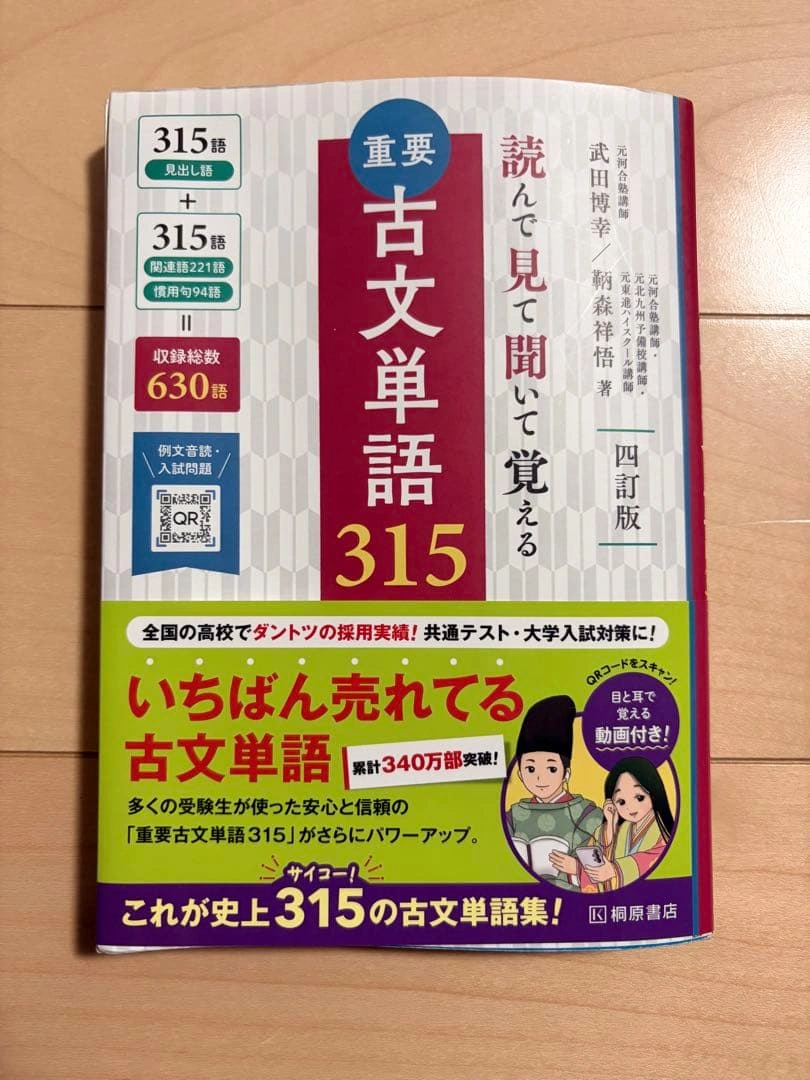 元河合塾講師
武田博幸／鞆森祥悟 著
元河合塾講師・
元北九州予備校講師・
元東進ハイスクール講師
四訂版
読んで見て聞いて覚える
重要
古文単語
315
315語
見出し語
+
315語
関連語221語
慣用句94語
=
収録総数
630語
例文音読・
入試問題
QR
全国の高校でダントツの採用実績!共通テスト・大学入試対策に!
いちばん売れてる
古文単語
累計340万部突破!
多くの受験生が使った安心と信頼の
「重要古文単語315」がさらにパワーアップ。
QRコードをスキャン!
目と耳で
覚える
動画付き!
サイコー!
これが史上315の古文単語集!
桐原書店